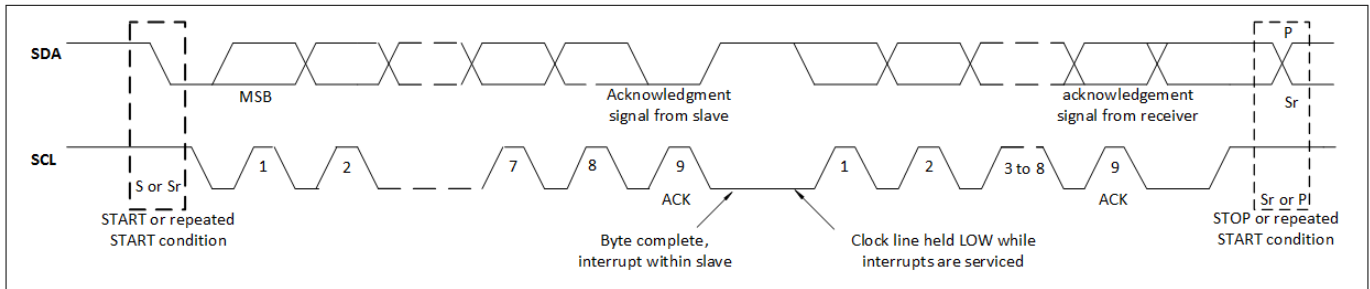 P
SDA
MSB
Acknowledgment
signal from slave
acknowledgement
signal from receiver
Sr
SCL
1
2
7
8
9
1
2
3 to 8
9
S or Sr
ACK
ACK
Sr or P
START or repeated
START condition
Byte complete,
interrupt within slave
Clock line held LOW while
interrupts are serviced
STOP or repeated
START condition